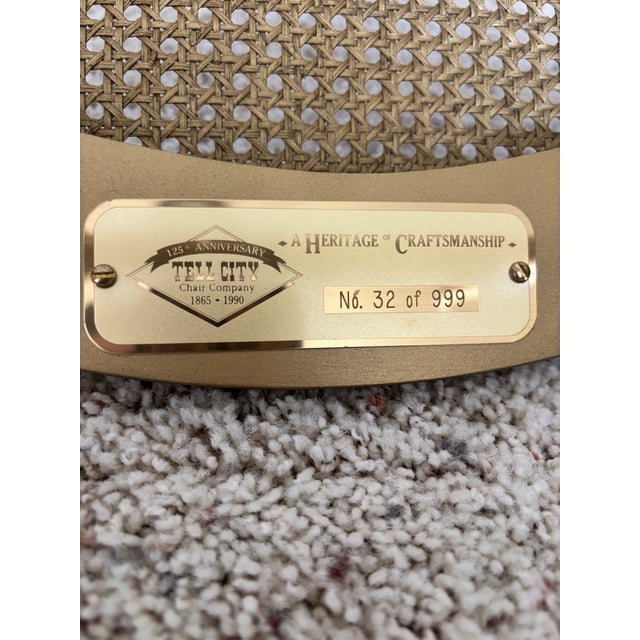 125th ANNIVERSARY
TELL CITY
Chair Company
1865 • 1990
A HERITAGE OF CRAFTSMANSHIP
No. 32 of 999